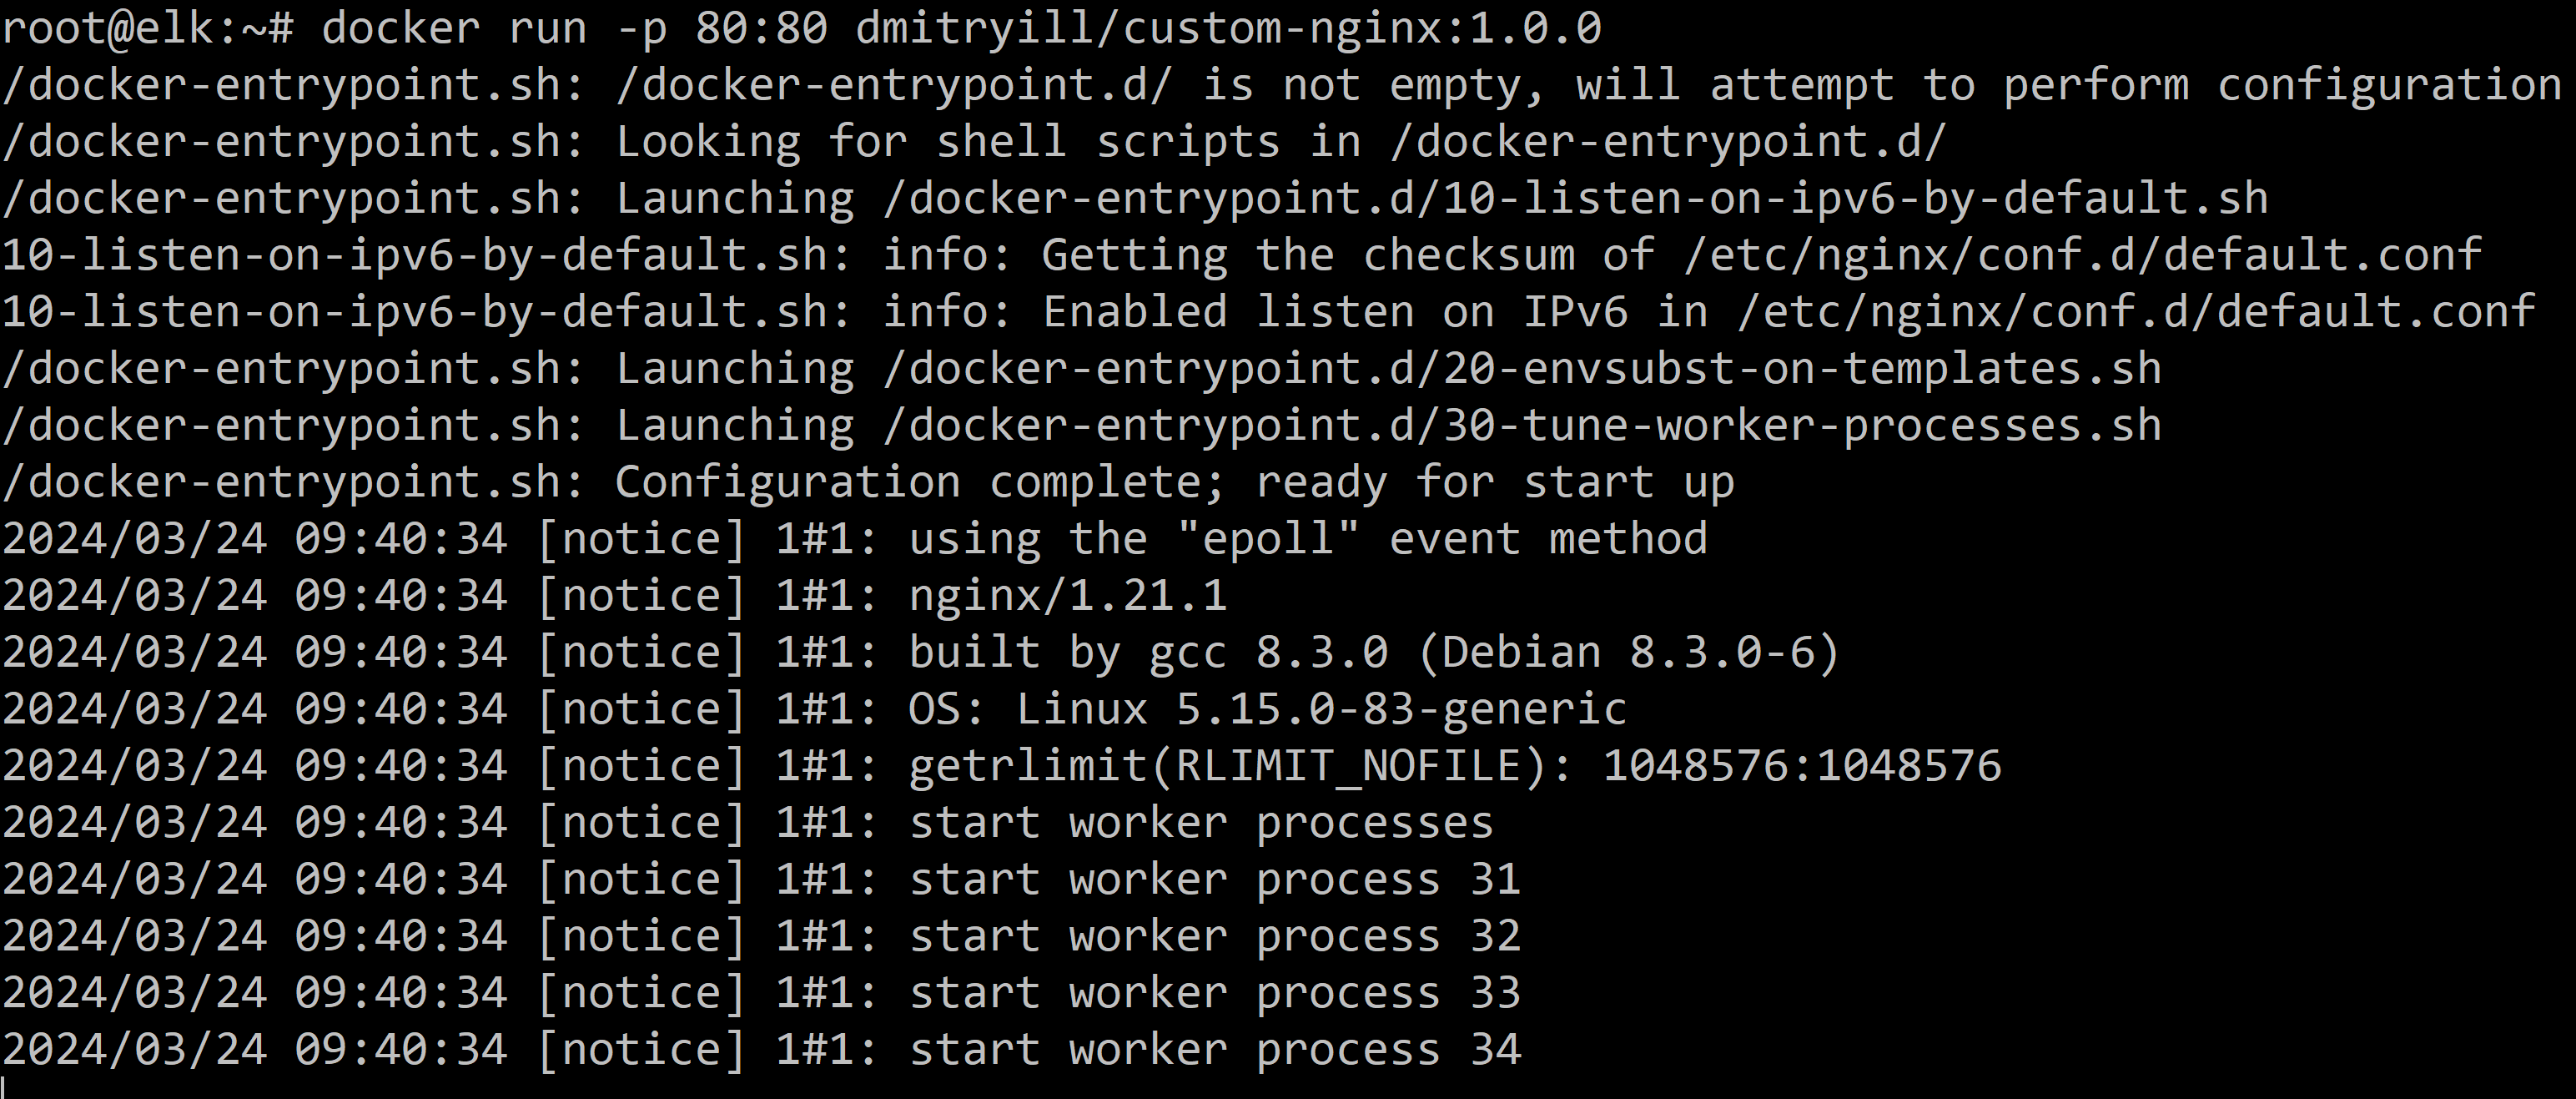 root@elk:~# docker run -p 80:80 dmitryill/custom-nginx:1.0.0
/docker-entrypoint.sh: /docker-entrypoint.d/ is not empty, will attempt to perform configuration
/docker-entrypoint.sh: Looking for shell scripts in /docker-entrypoint.d/
/docker-entrypoint.sh: Launching /docker-entrypoint.d/10-listen-on-ipv6-by-default.sh
10-listen-on-ipv6-by-default.sh: info: Getting the checksum of /etc/nginx/conf.d/default.conf
10-listen-on-ipv6-by-default.sh: info: Enabled listen on IPv6 in /etc/nginx/conf.d/default.conf
/docker-entrypoint.sh: Launching /docker-entrypoint.d/20-envsubst-on-templates.sh
/docker-entrypoint.sh: Launching /docker-entrypoint.d/30-tune-worker-processes.sh
/docker-entrypoint.sh: Configuration complete; ready for start up
2024/03/24 09:40:34 [notice] 1#1: using the "epoll" event method
2024/03/24 09:40:34 [notice] 1#1: nginx/1.21.1
2024/03/24 09:40:34 [notice] 1#1: built by gcc 8.3.0 (Debian 8.3.0-6)
2024/03/24 09:40:34 [notice] 1#1: OS: Linux 5.15.0-83-generic
2024/03/24 09:40:34 [notice] 1#1: getrlimit(RLIMIT_NOFILE): 1048576:1048576
2024/03/24 09:40:34 [notice] 1#1: start worker processes
2024/03/24 09:40:34 [notice] 1#1: start worker process 31
2024/03/24 09:40:34 [notice] 1#1: start worker process 32
2024/03/24 09:40:34 [notice] 1#1: start worker process 33
2024/03/24 09:40:34 [notice] 1#1: start worker process 34